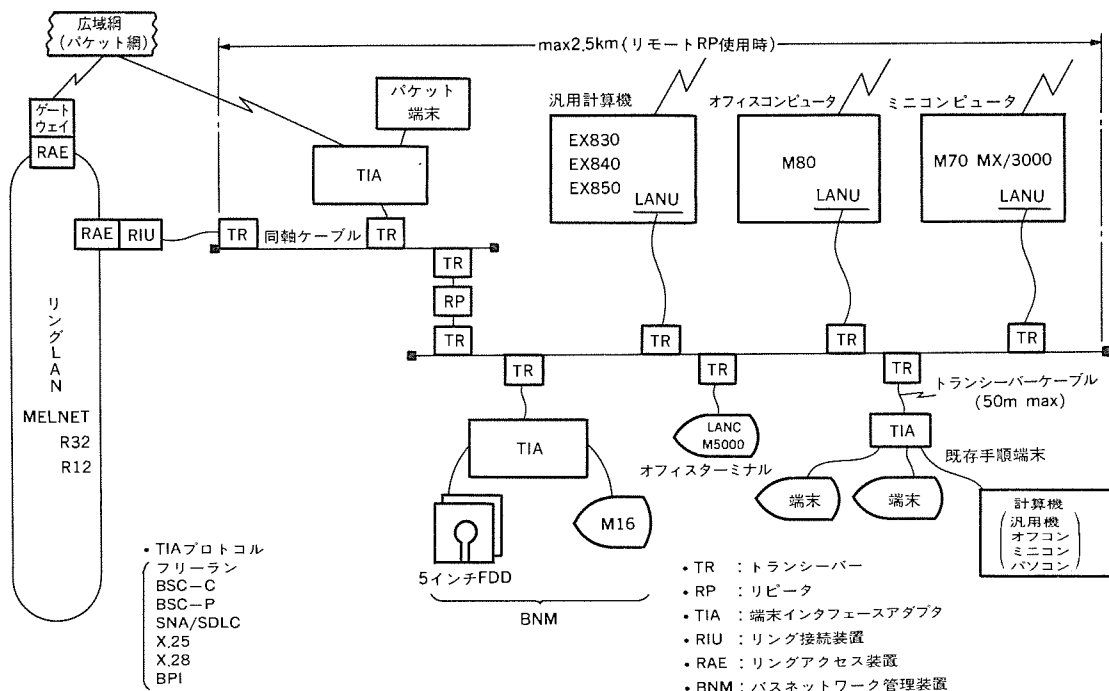 広域網
(パケット網)
max2.5km(リモートRP使用時)
ゲート
ウェイ
RAE
パケット
端末
汎用計算機
オフィスコンピュータ
ミニコンピュータ
EX830
EX840
EX850
LANU
M80
LANU
M70 MX/3000
LANU
TIA
RAE
RIU
TR
同軸ケーブル
TR
TR
RP
TR
TR
TR
TR
TR
TR
TR
トランシーバーケーブル
(50m max)
リングLAN
MELNET
R32
R12
TIA
LANC
M5000
オフィスターミナル
TIA
既存手順端末
端末
端末
計算機
汎用機
オフコン
ミニコン
パソコン
M16
5インチFDD
BNM
•TIAプロトコル
フリーラン
BSC-C
BSC-P
SNA/SDLC
X.25
X.28
BPI
•TR :トランシーバー
•RP :リピータ
•TIA :端末インタフェースアダプタ
•RIU :リング接続装置
•RAE :リングアクセス装置
•BNM:バスネットワーク管理装置